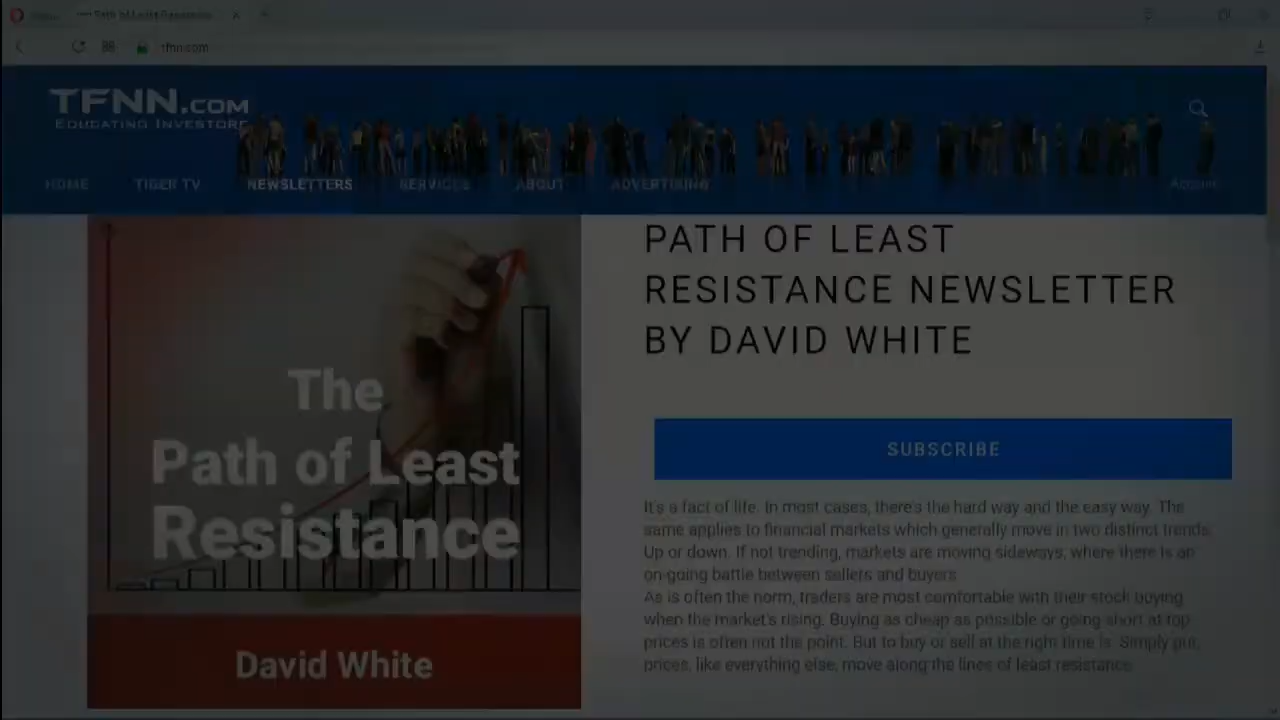 Path of Least Resistance
tfnn.com
TFNN.COM
EDUCATING INVESTORS
HOME TIGER TV NEWSLETTERS SERVICES ABOUT ADVERTISING Account
The
Path of Least
Resistance
David White
PATH OF LEAST
RESISTANCE NEWSLETTER
BY DAVID WHITE
SUBSCRIBE
It's a fact of life. In most cases, there's the hard way and the easy way. The
same applies to financial markets which generally move in two distinct trends.
Up or down. If not trending, markets are moving sideways, where there is an
on-going battle between sellers and buyers.
As is often the norm, traders are most comfortable with their stock buying
when the market's rising. Buying as cheap as possible or going short at top
prices is often not the point. But to buy or sell at the right time is. Simply put,
prices, like everything else, move along the lines of least resistance.